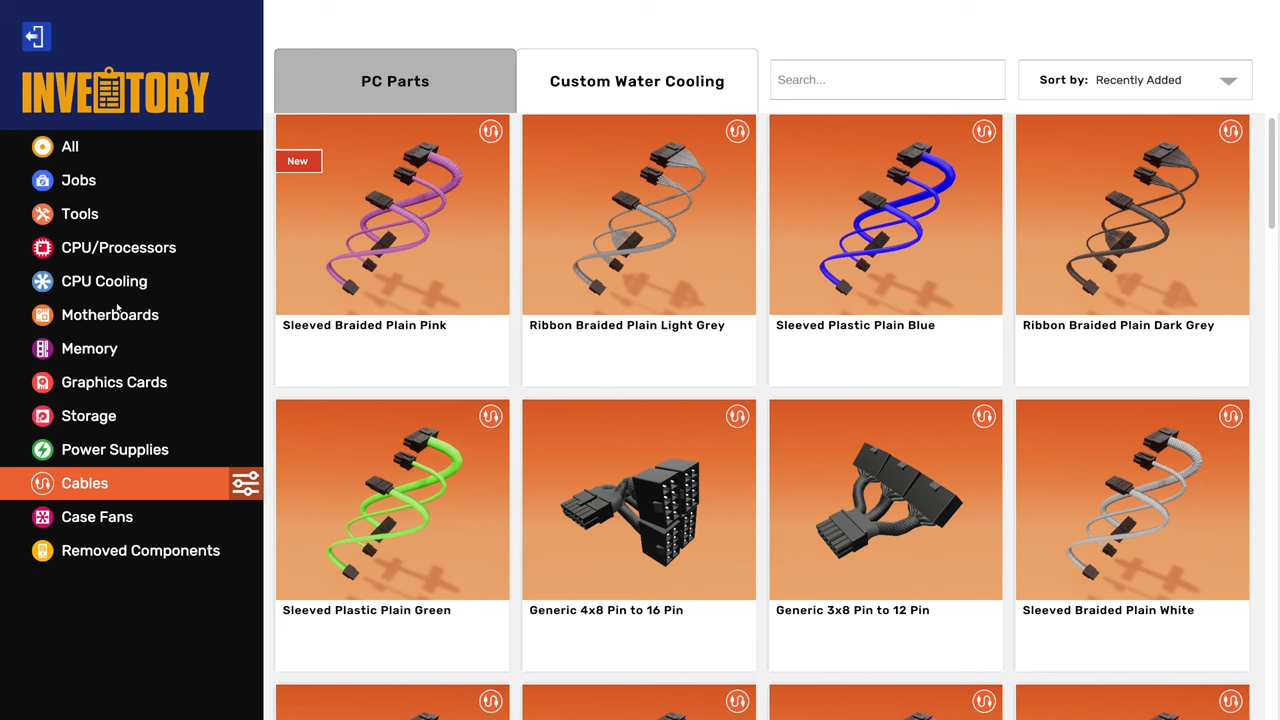 INVENTORY
All
Jobs
Tools
CPU/Processors
CPU Cooling
Motherboards
Memory
Graphics Cards
Storage
Power Supplies
Cables
Case Fans
Removed Components
PC Parts
Custom Water Cooling
Search...
Sort by: Recently Added
New
Sleeved Braided Plain Pink
Ribbon Braided Plain Light Grey
Sleeved Plastic Plain Blue
Ribbon Braided Plain Dark Grey
Sleeved Plastic Plain Green
Generic 4x8 Pin to 16 Pin
Generic 3x8 Pin to 12 Pin
Sleeved Braided Plain White